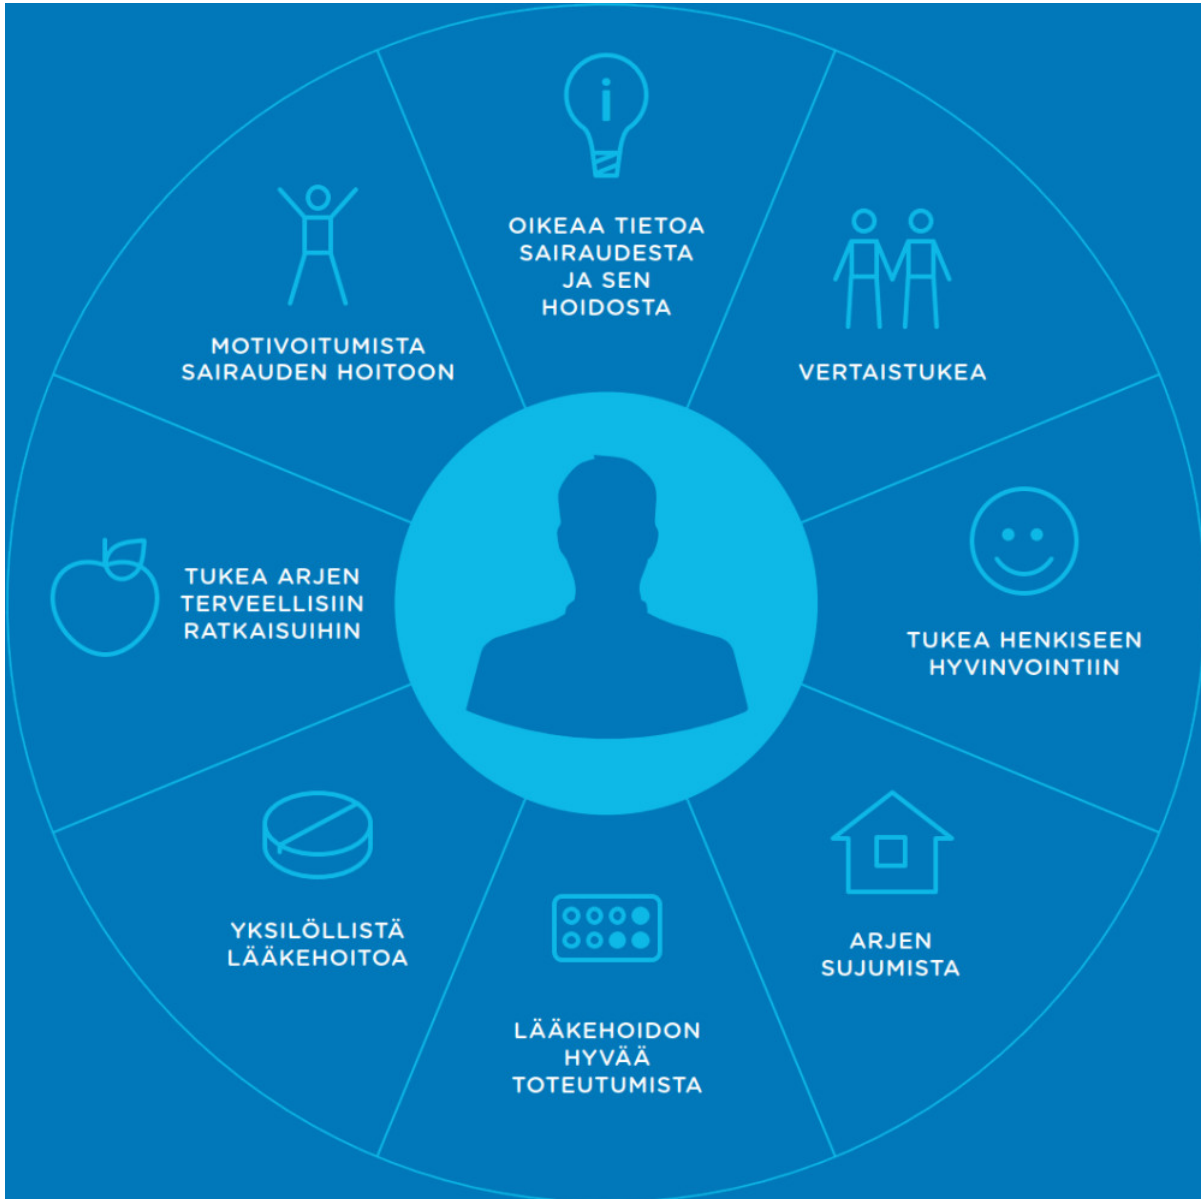 i
OIKEAA TIETOA
SAIRAUDESTA
JA SEN
HOIDOSTA
VERTAISTUKEA
TUKEA HENKISEEN
HYVINVOINTIIN
ARJEN
SUJUMISTA
LÄÄKEHOIDON
HYVÄÄ
TOTEUTUMISTA
YKSILÖLLISTÄ
LÄÄKEHOITOA
TUKEA ARJEN
TERVEELLISIIN
RATKAISUIHIN
MOTIVOITUMISTA
SAIRAUDEN HOITOON